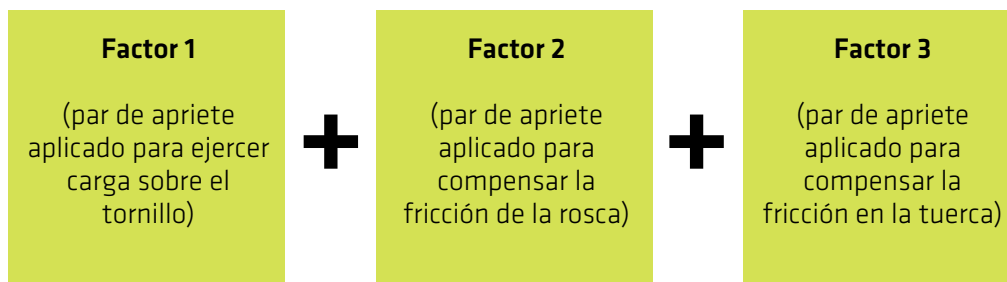 Factor 1
(par de apriete
aplicado para ejercer
carga sobre el
tornillo)
+
Factor 2
(par de apriete
aplicado para
compensar la
fricción de la rosca)
+
Factor 3
(par de apriete
aplicado para
compensar la
fricción en la tuerca)